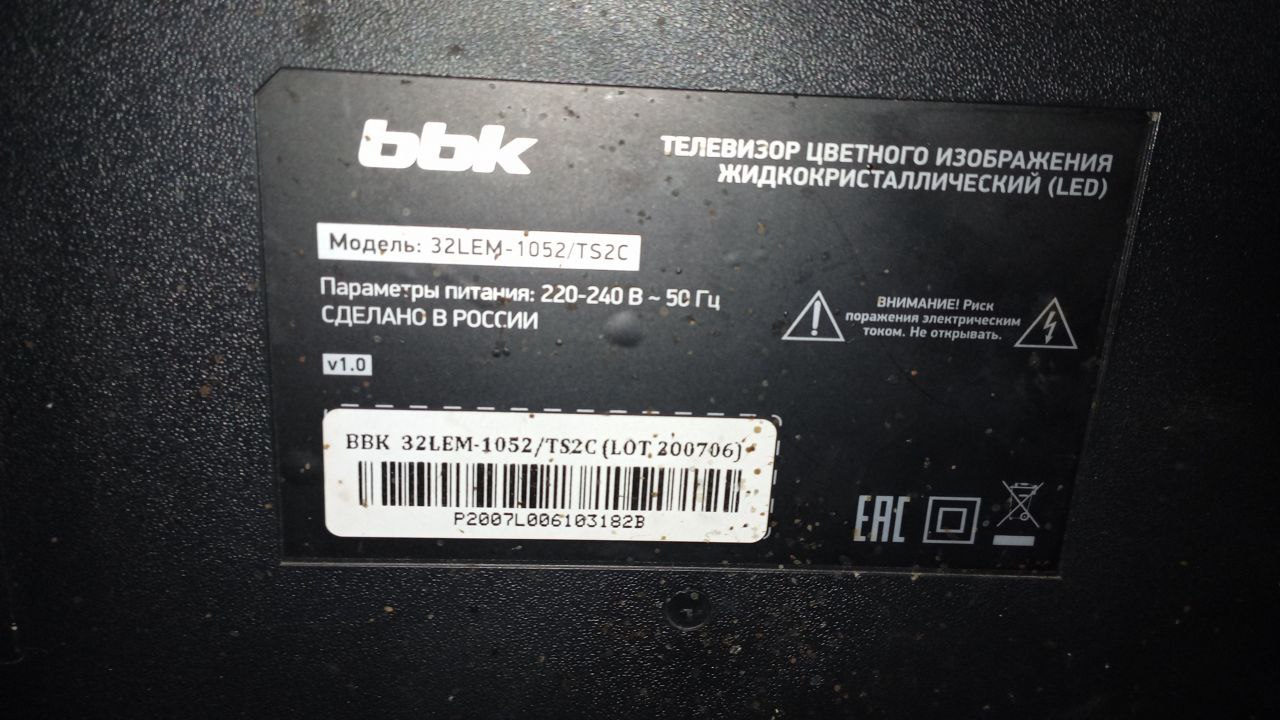 bbk
ТЕЛЕВИЗОР ЦВЕТНОГО ИЗОБРАЖЕНИЯ
ЖИДКОКРИСТАЛЛИЧЕСКИЙ (LED)
Модель: 32LEM-1052/TS2C
Параметры питания: 220-240 В ~ 50 Гц
СДЕЛАНО В РОССИИ
v1.0
ВНИМАНИЕ! Риск
поражения электрическим
током. Не открывать.
BBK 32LEM-1052/TS2C (LOT 200706)
P2007L006103182B
EAC